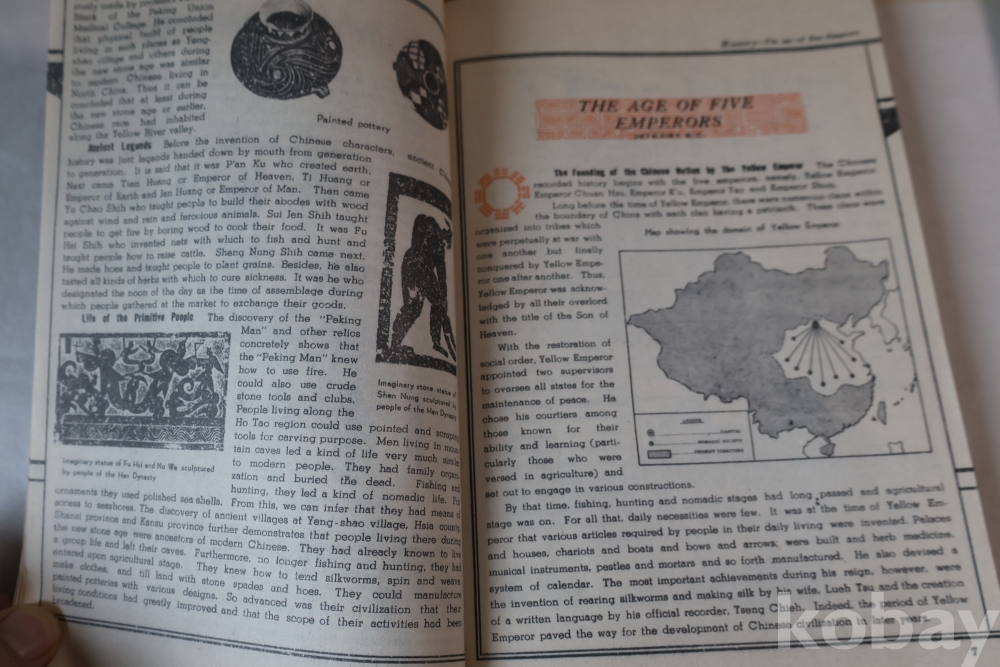 study made by
Black of the Peking Union
Medical College. He concluded
that physical build of people
living in such places as Yeng-
shao village and others during
the new stone age was similar
to modern Chinese living in
North China. Thus it can be
concluded that at least during
the new stone age or earlier,
Chinese race had inhabited
along the Yellow River valley.
Painted pottery
Ancient Legends Before the invention of Chinese characters, ancient
history was just legends handed down by mouth from generation
to generation. It is said that it was P'an Ku who created earth.
Next came Tian Huang or Emperor of Heaven, Ti Huang or
Emperor of Earth and Jen Huang or Emperor of Man. Then came
Yu Chao Shih who taught people to build their abodes with wood
against wind and rain and ferocious animals. Sui Jen Shih taught
people to get fire by boring wood to cook their food. It was Fu
Hsi Shih who invented nets with which to fish and hunt and
taught people how to raise cattle. Sheng Nung Shih came next.
He made hoes and taught people to plant grains. Besides, he also
tasted all kinds of herbs with which to cure sickness. It was he who
designated the noon of the day as the time of assemblage during
which people gathered at the market to exchange their goods.
Life of the Primitive People The discovery of the "Peking
Man" and other relics
concretely shows that
the "Peking Man" knew
how to use fire. He
could also use crude
stone tools and clubs.
People living along the
Ho Tao region could use pointed and scraping
tools for carving purpose. Men living in moun-
tain caves led a kind of life very much similar
to modern people. They had family organi-
zation and buried the dead. Fishing and
hunting, they led a kind of nomadic life. For
Imaginary stone statue of
Shen Nung sculptured by
people of the Han Dynasty
Imaginary statue of Fu Hsi and Nu Wa sculptured
by people of the Han Dynasty
ornaments they used polished sea shells. From this, we can infer that they had means of
access to seashores. The discovery of ancient villages at Yeng-shao village, Hsia county,
Shansi province and Kansu province further demonstrates that people living there during
the new stone age were ancestors of modern Chinese. They had already known to live
a group life and left their caves. Furthermore, no longer fishing and hunting, they had
entered upon agricultural stage. They knew how to tend silkworms, spin and weave,
make clothes, and till land with stone spades and hoes. They could manufacture
painted potteries with various designs. So advanced was their civilization that their
living conditions had greatly improved and that the scope of their activities had been
broadened.
History: The age of five Emperors
THE AGE OF FIVE
EMPERORS
The Founding of the Chinese Nation by The Yellow Emperor The Chinese
recorded history begins with the five emperors, namely, Yellow Emperor
Emperor Chuan Hsu, Emperor K'u, Emperor Yao and Emperor Shun.
Long before the time of Yellow Emperor, there were numerous clans
the boundary of China with each clan having a patriarch. These clans were
organized into tribes which
were perpetually at war with
one another but finally
conquered by Yellow Empe-
ror one after another. Thus,
Yellow Emperor was acknow-
ledged by all their overlord
with the title of the Son of
Heaven.
Map showing the domain of Yellow Emperor
With the restoration of
social order, Yellow Emperor
appointed two supervisors
to oversee all states for the
maintenance of peace. He
chose his courtiers among
those known for their
ability and learning (parti-
cularly those who were
versed in agriculture) and
set out to engage in various constructions.
LEGEND
CAPITAL
By that time, fishing, hunting and nomadic stages had long passed and agricultural
stage was on. For all that, daily necessities were few. It was at the time of Yellow Em-
peror that various articles required by people in their daily living were invented. Palaces
and houses, chariots and boats and bows and arrows, were built and herb medicine,
musical instruments, pestles and mortars and so forth manufactured. He also devised a
system of calendar. The most important achievements during his reign, however, were
the invention of rearing silkworms and making silk by his wife, Lueh Tsu and the creation
of a written language by his official recorder, Tseng Chieh. Indeed, the period of Yellow
Emperor paved the way for the development of Chinese civilization in later years.
kobay